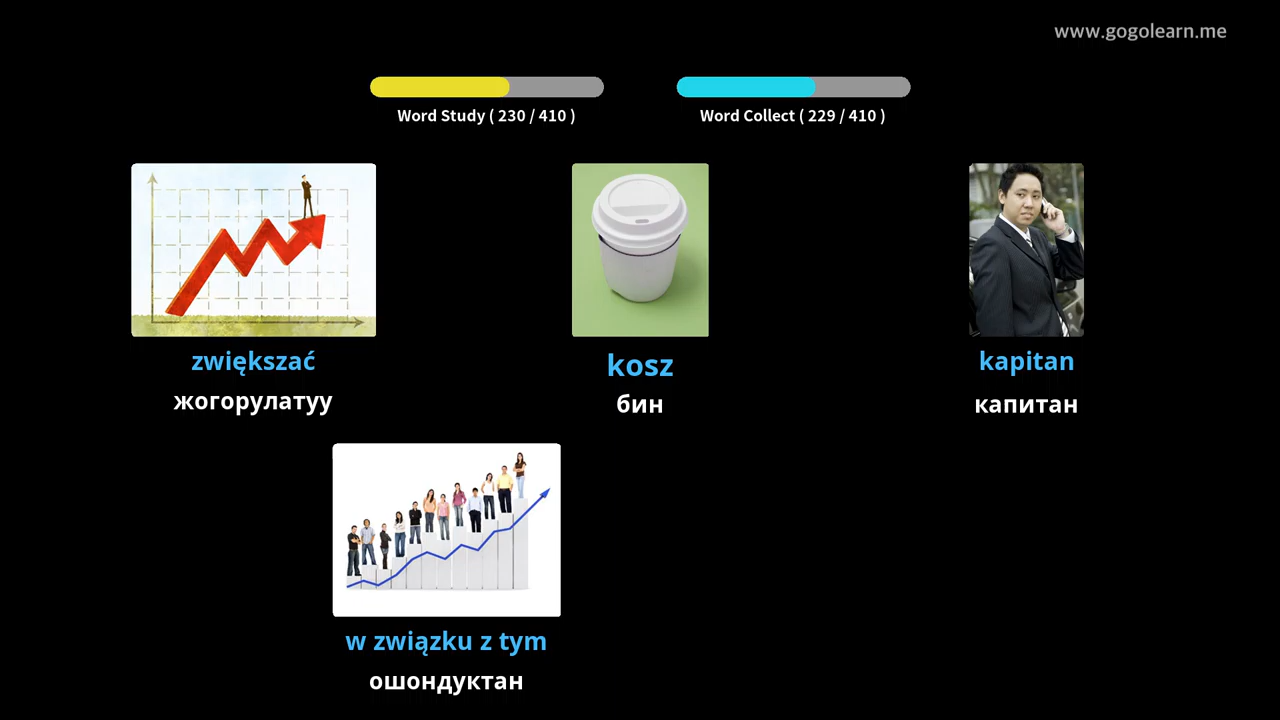 www.gogolearn.me
Word Study ( 230 / 410 )
Word Collect ( 229 / 410 )
zwiększać
жогорулатуу
kosz
бин
kapitan
капитан
w związku z tym
ошондуктан